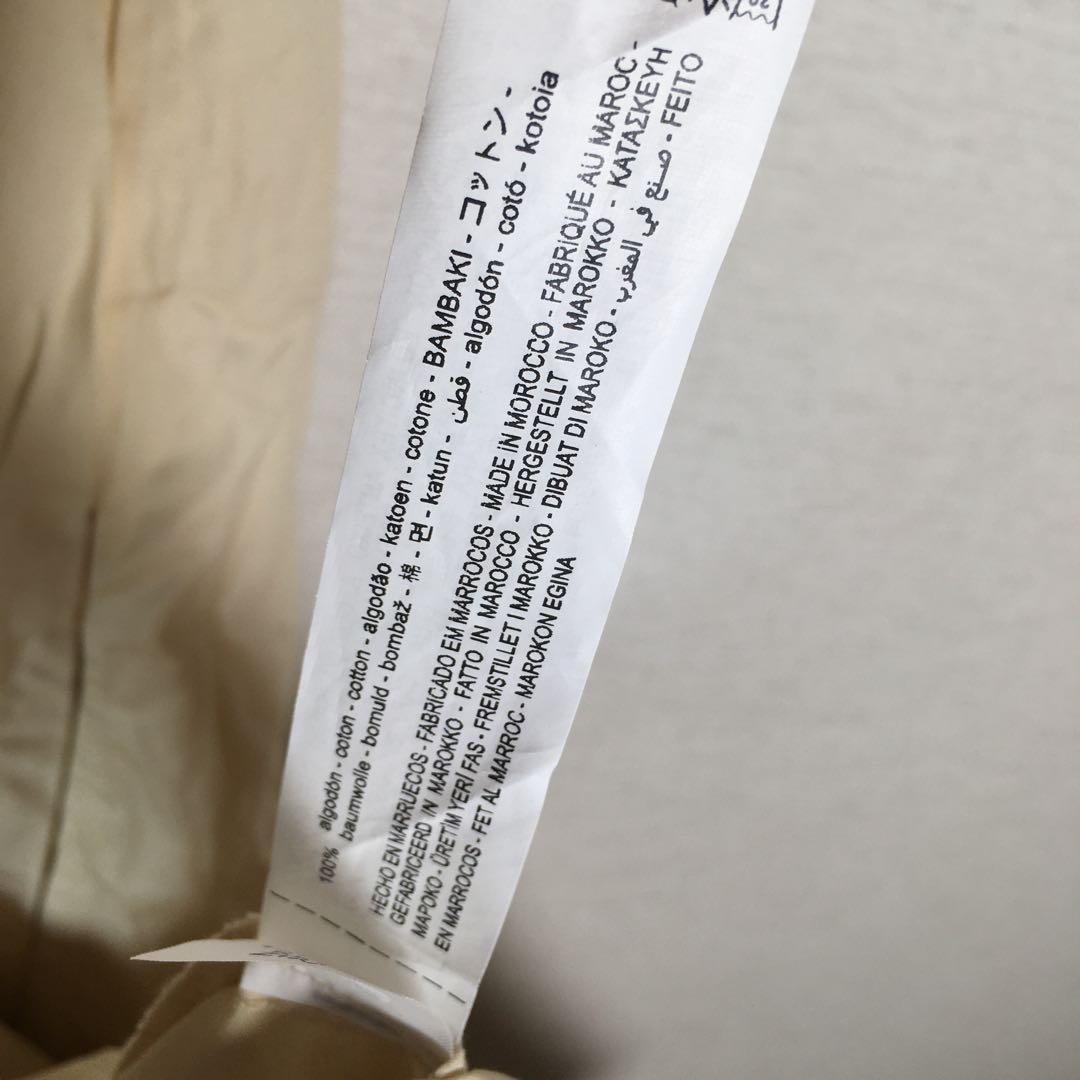 100% algodón - coton - cotton - algodão - katoen - cotone - BAMBAKI - コットン -
baumwolle - bomuld - bombaž - 棉 - 면 - katun - قطن - algodón - cotó - kotoia
HECHO EN MARRUECOS - FABRICADO EM MARROCOS - MADE IN MOROCCO - FABRIQUÉ AU MAROC -
GEFABRICEERD IN MAROKKO - FATTO IN MAROCCO - HERGESTELLT IN MAROKKO - ΚΑΤΑΣΚΕΥΗ
ΜΑΡΟΚΟ - ÜRETİM YERİ FAS - FREMSTILLET I MAROKKO - DIBUAT DI MAROKO - صنع في المغرب - FEITO
EN MARROCOS - FET AL MARROC - MAROKON EGINA